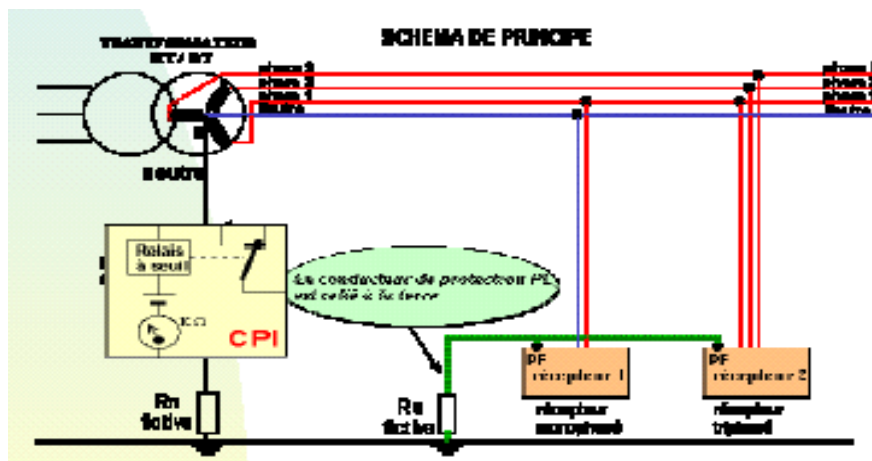 SCHEMA DE PRINCIPE
TRANSFORMATEUR
HT / BT
phase 3
phase 2
phase 1
Neutre
neutre
Relais
à seuil
KΩ
CPI
Le conducteur de protection PE
est relié à la terre
Rn
fictive
Ru
fictive
PE
récepteur 1
PE
récepteur 2
récepteur
monophasé
récepteur
triphasé